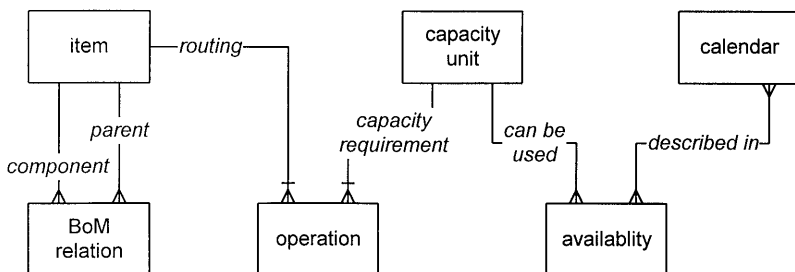 item
routing
capacity
unit
calendar
parent
component
capacity
requirement
can be
used
described in
BoM
relation
operation
availablity